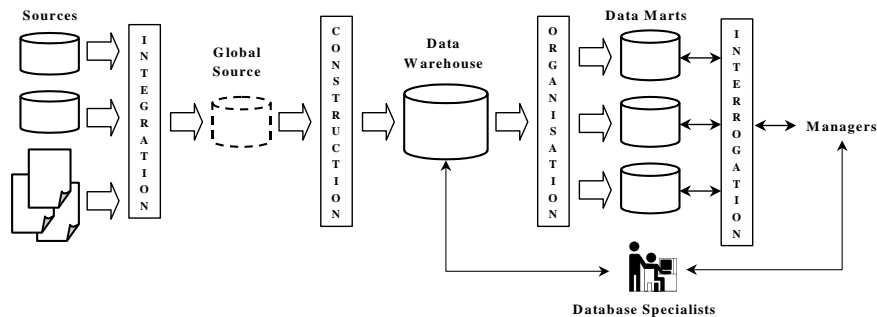 Sources
INTEGRATION
Global
Source
CONSTRUCTION
Data
Warehouse
ORGANISATION
Data Marts
INTERROGATION
Managers
Database Specialists